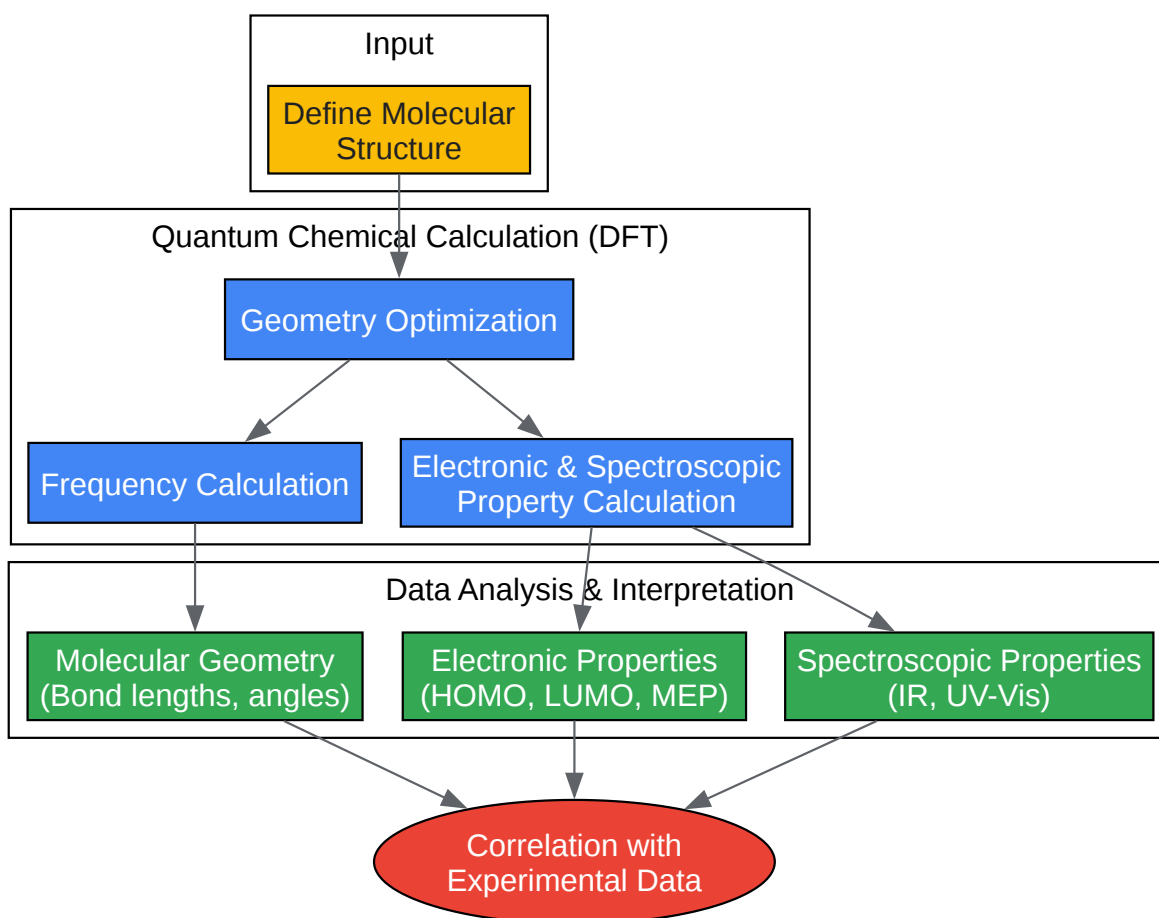 Input
Define Molecular
Structure
Quantum Chemical Calculation (DFT)
Geometry Optimization
Frequency Calculation
Electronic & Spectroscopic
Property Calculation
Data Analysis & Interpretation
Molecular Geometry
(Bond lengths, angles)
Electronic Properties
(HOMO, LUMO, MEP)
Spectroscopic Properties
(IR, UV-Vis)
Correlation with
Experimental Data